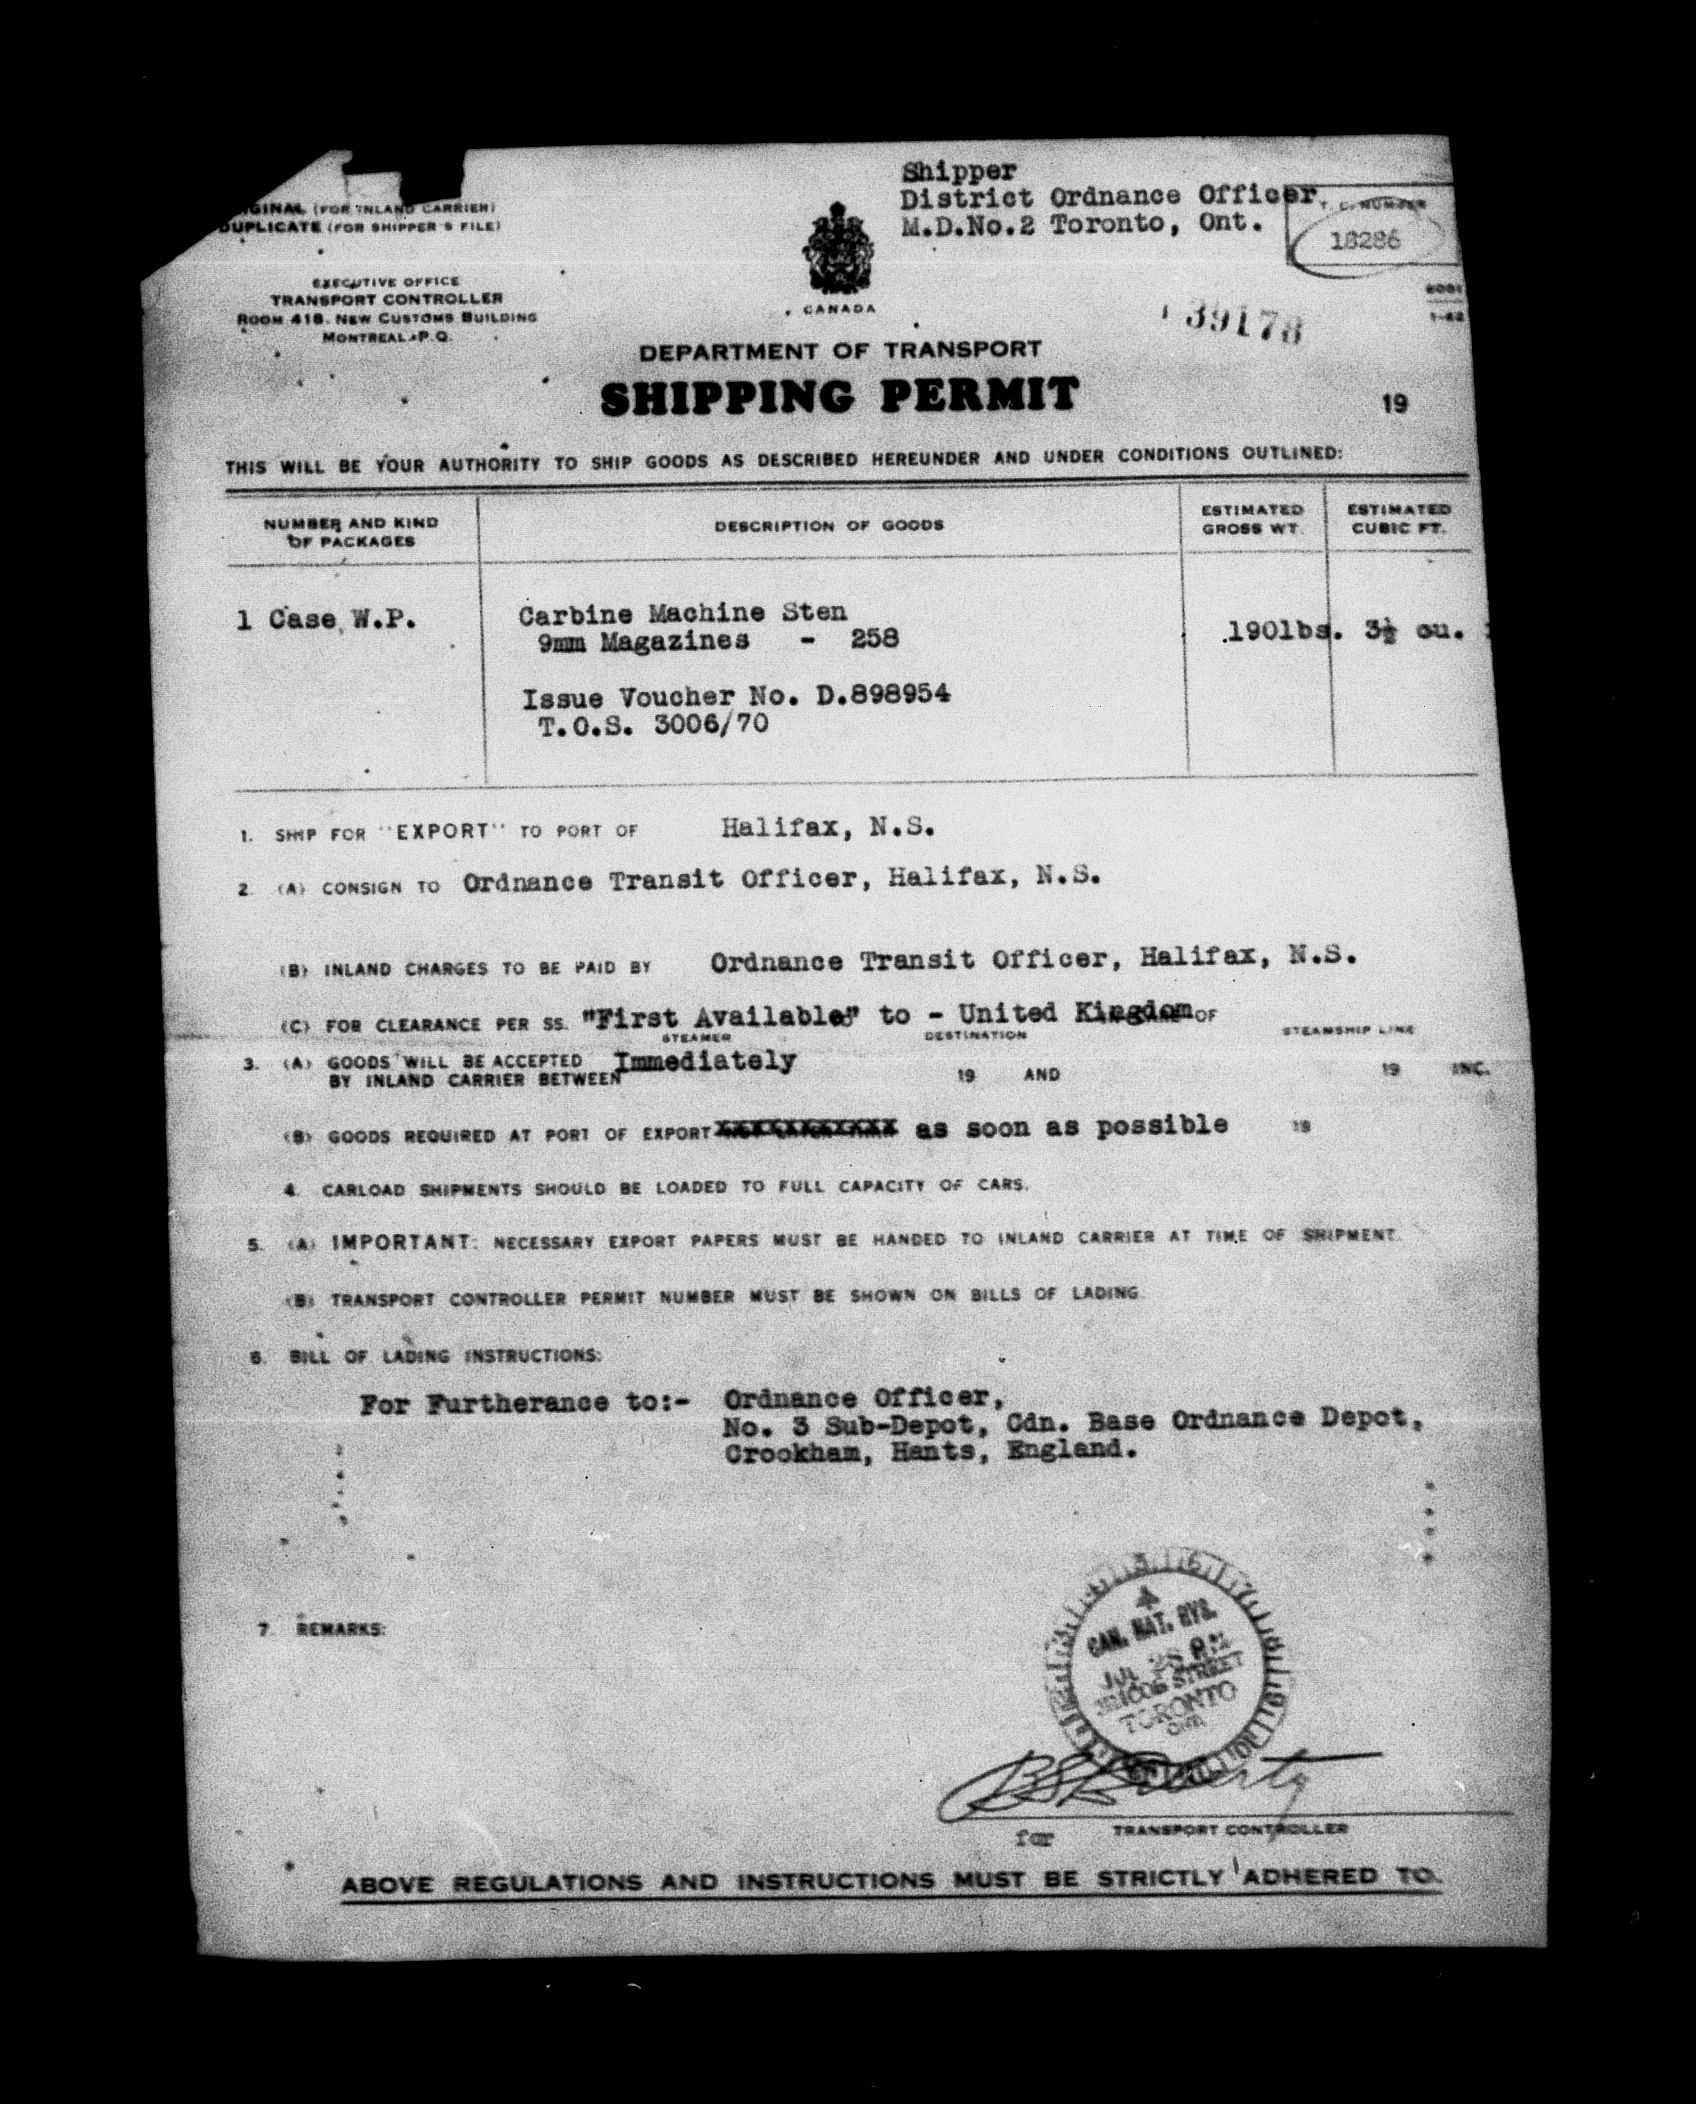 Shipper
District Ordnance Officer
M.D.No.2 Toronto, Ont.
(FOR INLAND CARRIER)
DUPLICATE (FOR SHIPPER'S FILE)
T. C. NUMBER
18286
EXECUTIVE OFFICE
TRANSPORT CONTROLLER
ROOM 418, NEW CUSTOMS BUILDING
MONTREAL, P.Q.
CANADA
39178
DEPARTMENT OF TRANSPORT
SHIPPING PERMIT
19
THIS WILL BE YOUR AUTHORITY TO SHIP GOODS AS DESCRIBED HEREUNDER AND UNDER CONDITIONS OUTLINED:
NUMBER AND KIND OF PACKAGES
DESCRIPTION OF GOODS
ESTIMATED GROSS WT.
ESTIMATED CUBIC FT.
1 Case W.P.
Carbine Machine Sten
9mm Magazines - 258
190lbs. 3½ cu.
Issue Voucher No. D.898954
T.O.S. 3006/70
1. SHIP FOR "EXPORT" TO PORT OF Halifax, N.S.
2. (A) CONSIGN TO Ordnance Transit Officer, Halifax, N.S.
(B) INLAND CHARGES TO BE PAID BY Ordnance Transit Officer, Halifax, N.S.
(C) FOR CLEARANCE PER SS. "First Available" to - United Kingdom OF
STEAMER DESTINATION STEAMSHIP LINE
3. (A) GOODS WILL BE ACCEPTED Immediately
BY INLAND CARRIER BETWEEN 19 AND 19 INC.
(B) GOODS REQUIRED AT PORT OF EXPORT as soon as possible 19
4. CARLOAD SHIPMENTS SHOULD BE LOADED TO FULL CAPACITY OF CARS.
5. (A) IMPORTANT: NECESSARY EXPORT PAPERS MUST BE HANDED TO INLAND CARRIER AT TIME OF SHIPMENT.
(B) TRANSPORT CONTROLLER PERMIT NUMBER MUST BE SHOWN ON BILLS OF LADING.
6. BILL OF LADING INSTRUCTIONS:
For Furtherance to:- Ordnance Officer,
No. 3 Sub-Depot, Cdn. Base Ordnance Depot,
Crookham, Hants, England.
7. REMARKS:
CAN. NAT. RYS.
JUL 28
SIMCOE STREET
TORONTO
Ont.
for TRANSPORT CONTROLLER
ABOVE REGULATIONS AND INSTRUCTIONS MUST BE STRICTLY ADHERED TO.